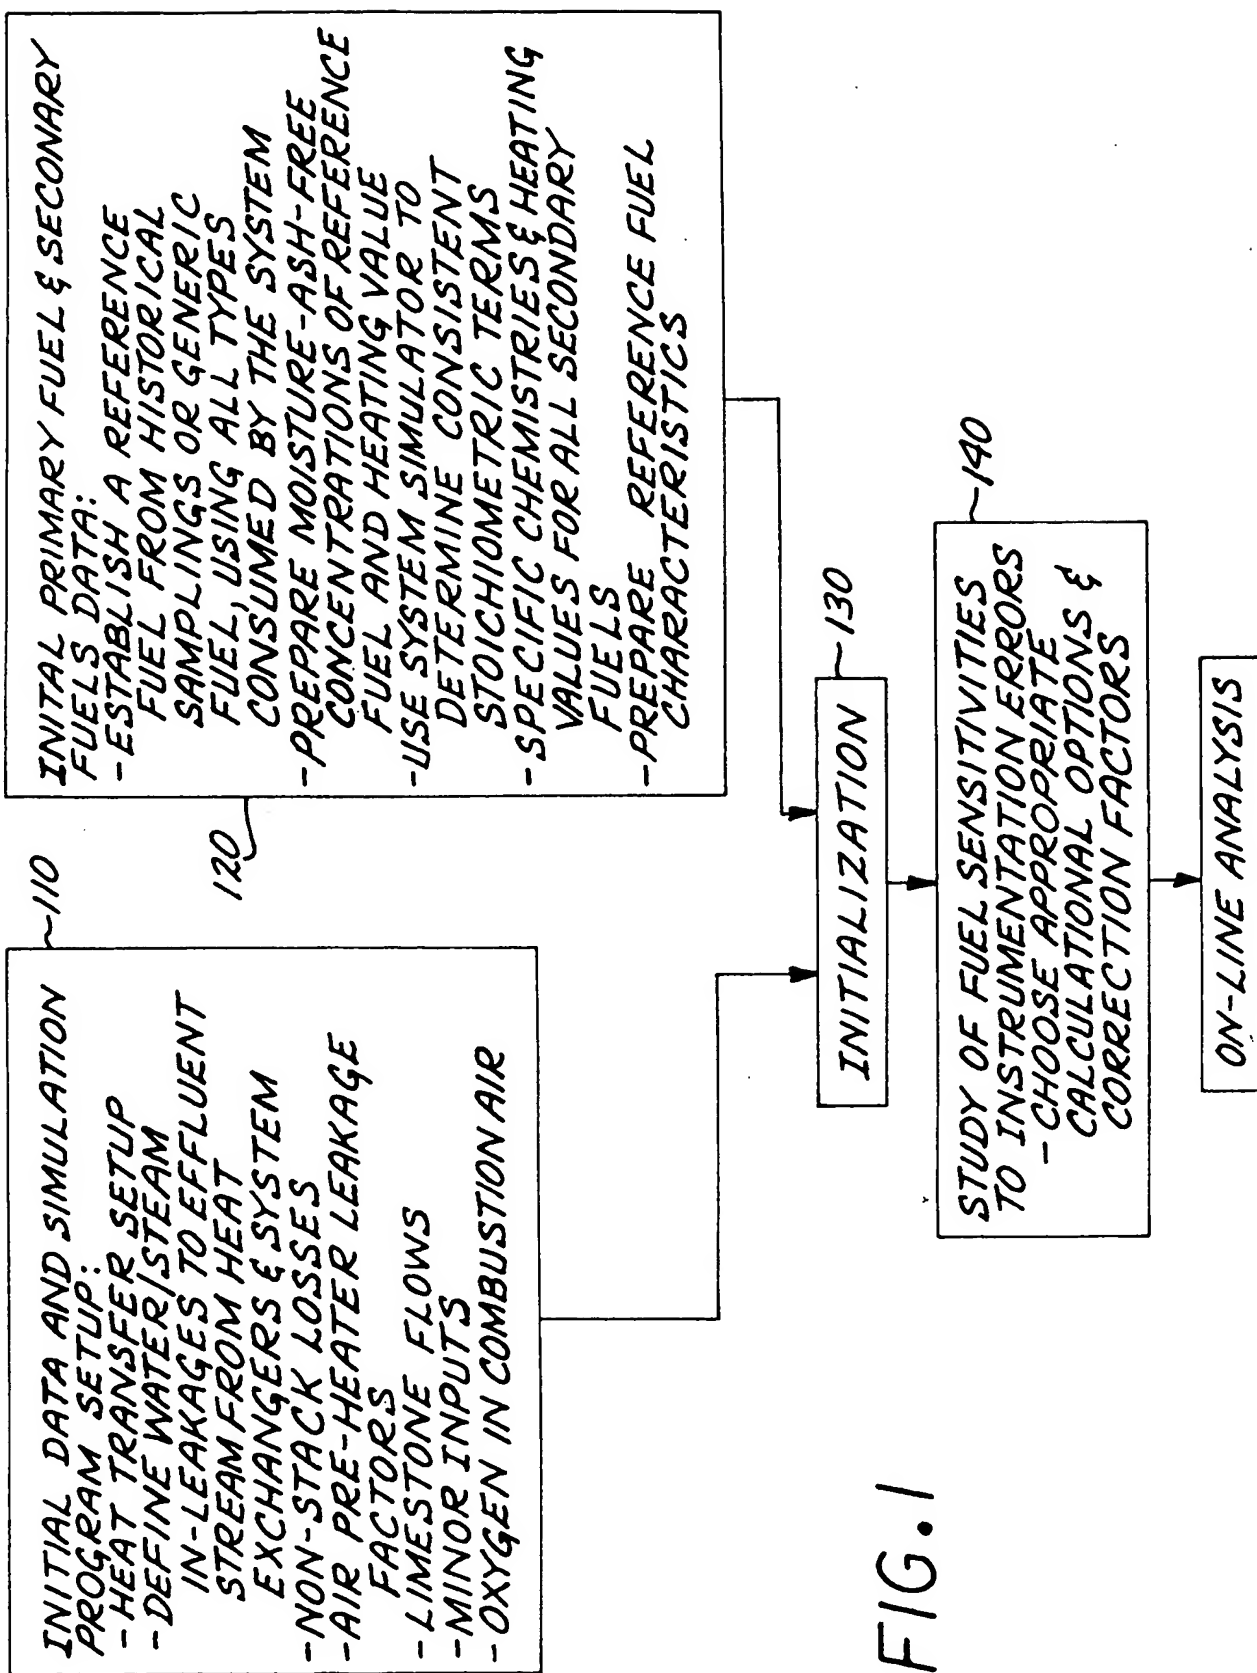 INITIAL DATA AND SIMULATION
PROGRAM SETUP:
-HEAT TRANSFER SETUP
-DEFINE WATER/STEAM
IN-LEAKAGES TO EFFLUENT
STREAM FROM HEAT
EXCHANGERS & SYSTEM
-NON-STACK LOSSES
-AIR PRE-HEATER LEAKAGE
FACTORS
-LIMESTONE FLOWS
-MINOR INPUTS
-OXYGEN IN COMBUSTION AIR
110
INITAL PRIMARY FUEL & SECONARY
FUELS DATA:
-ESTABLISH A REFERENCE
FUEL FROM HISTORICAL
SAMPLINGS OR GENERIC
FUEL, USING ALL TYPES
CONSUMED BY THE SYSTEM
-PREPARE MOISTURE-ASH-FREE
CONCENTRATIONS OF REFERENCE
FUEL AND HEATING VALUE
-USE SYSTEM SIMULATOR TO
DETERMINE CONSISTENT
STOICHIOMETRIC TERMS
-SPECIFIC CHEMISTRIES & HEATING
VALUES FOR ALL SECONDARY
FUELS
-PREPARE REFERENCE FUEL
CHARACTERISTICS
120
INITIALIZATION
130
STUDY OF FUEL SENSITIVITIES
TO INSTRUMENTATION ERRORS
-CHOOSE APPROPRIATE
CALCULATIONAL OPTIONS &
CORRECTION FACTORS
140
ON-LINE ANALYSIS
FIG. 1